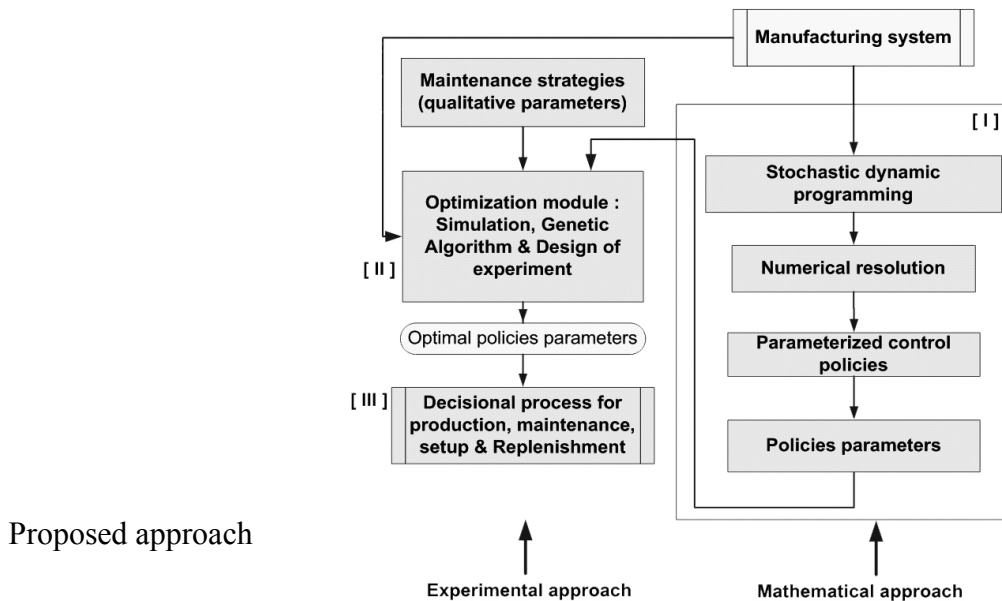 Manufacturing system
Maintenance strategies
(qualitative parameters)
[ I ]
Stochastic dynamic
programming
Optimization module :
Simulation, Genetic
Algorithm & Design of
experiment
[ II ]
Numerical resolution
Optimal policies parameters
Parameterized control
policies
[ III ]
Decisional process for
production, maintenance,
setup & Replenishment
Policies parameters
Proposed approach
Experimental approach
Mathematical approach